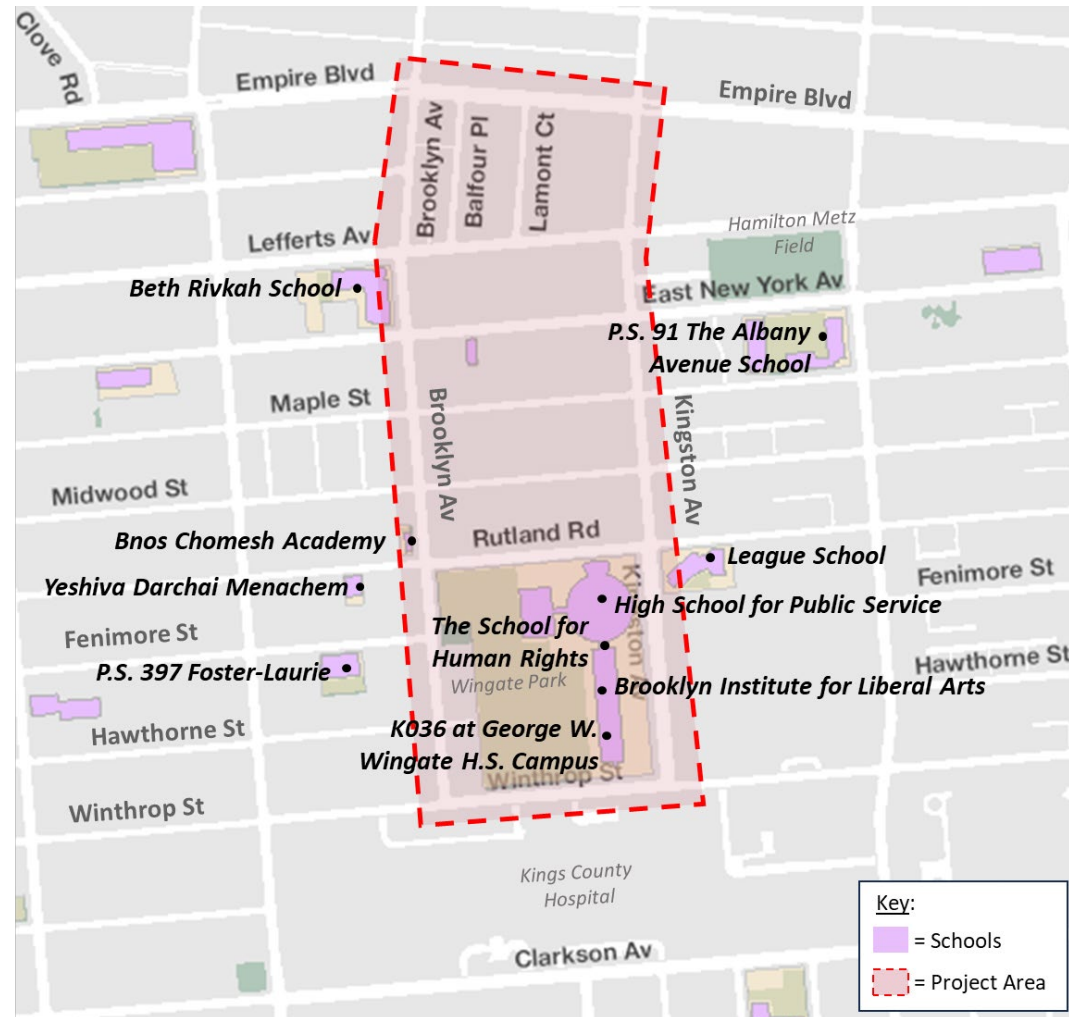 Clove Rd
Empire Blvd
Empire Blvd
Brooklyn Av
Balfour Pl
Lamont Ct
Hamilton Metz
Field
Lefferts Av
Beth Rivkah School
East New York Av
P.S. 91 The Albany
Avenue School
Maple St
Brooklyn Av
Kingston Av
Midwood St
Rutland Rd
Bnos Chomesh Academy
League School
Yeshiva Darchai Menachem
Fenimore St
Kingston Av
High School for Public Service
Fenimore St
The School for
Human Rights
Hawthorne St
P.S. 397 Foster-Laurie
Wingate Park
Brooklyn Institute for Liberal Arts
Hawthorne St
K036 at George W.
Wingate H.S. Campus
Winthrop St
Winthrop St
Kings County
Hospital
Clarkson Av
Key:
= Schools
= Project Area